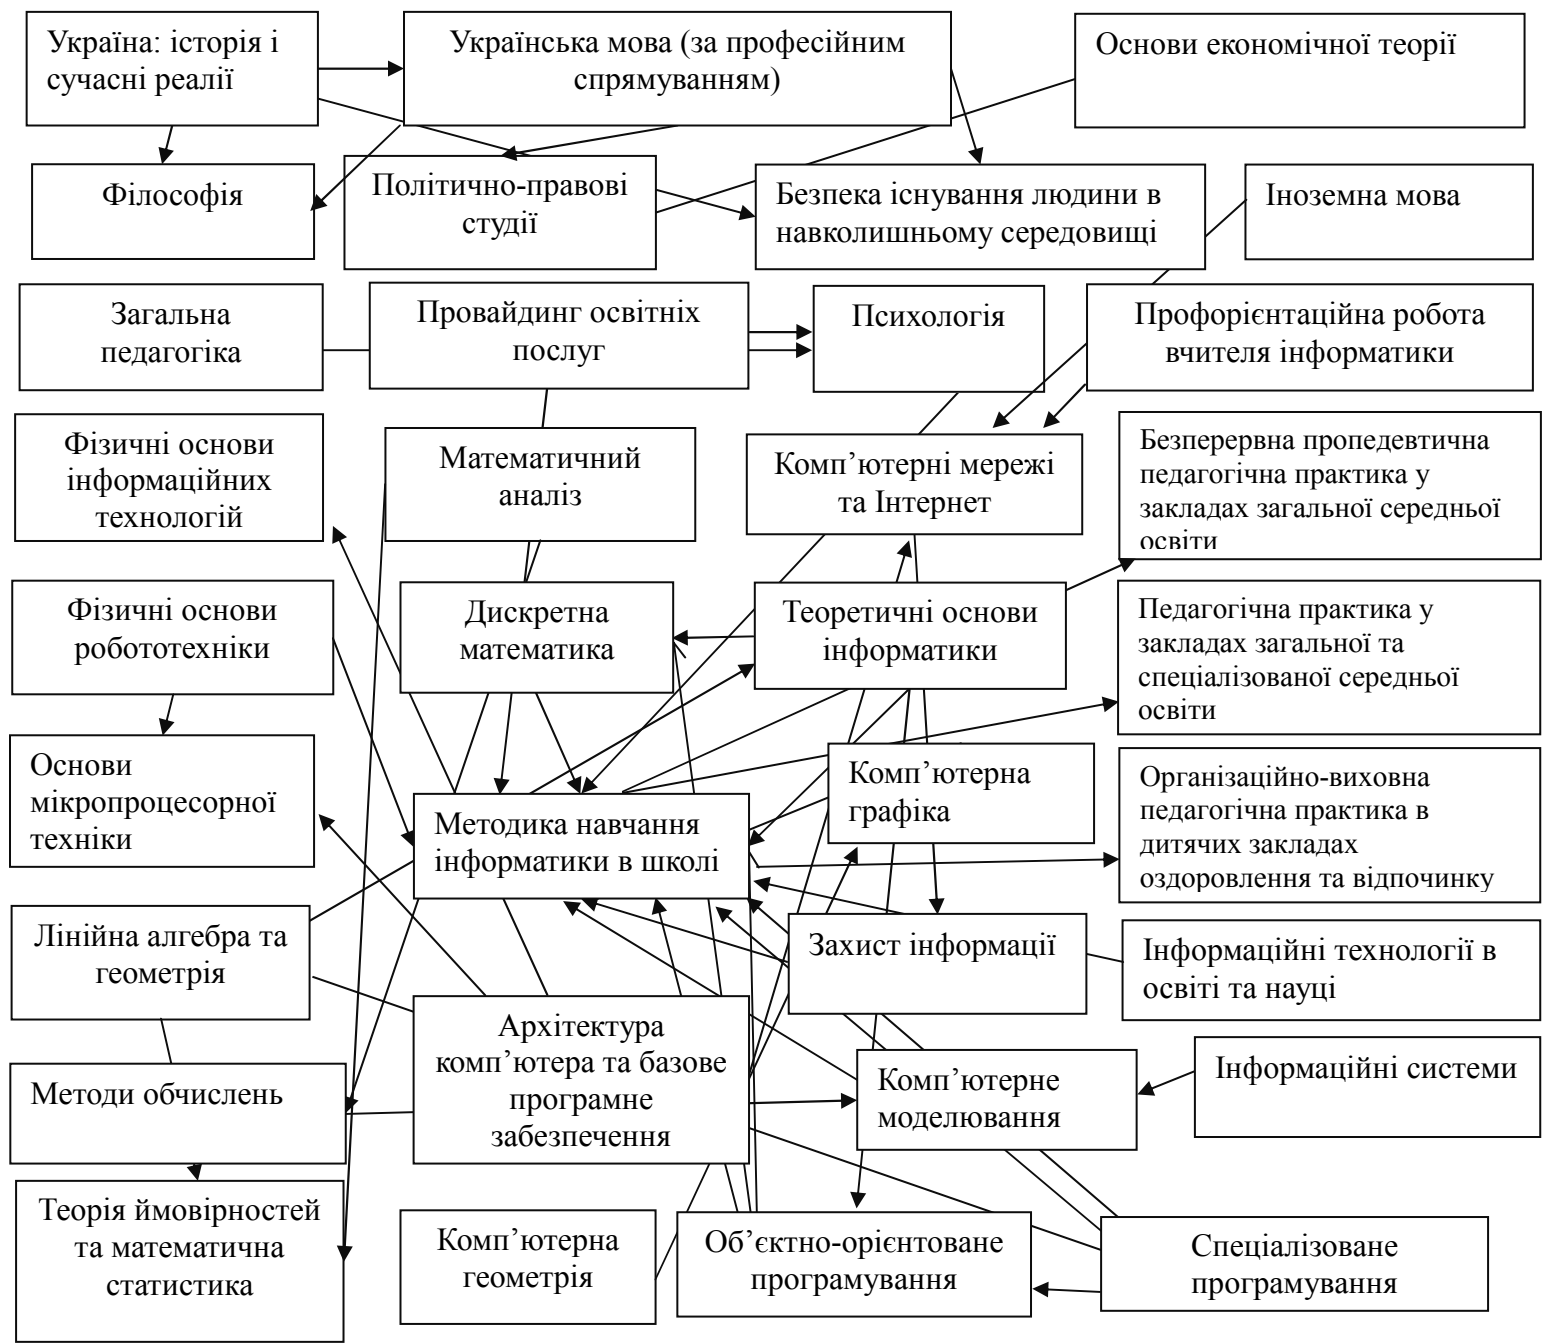 Україна: історія і
сучасні реалії
Українська мова (за професійним
спрямуванням)
Основи економічної теорії
Філософія
Політично-правові
студії
Безпека існування людини в
навколишньому середовищі
Іноземна мова
Загальна
педагогіка
Провайдинг освітніх
послуг
Психологія
Профорієнтаційна робота
вчителя інформатики
Фізичні основи
інформаційних
технологій
Математичний
аналіз
Комп’ютерні мережі
та Інтернет
Безперервна пропедевтична
педагогічна практика у
закладах загальної середньої
освіти
Фізичні основи
робототехніки
Дискретна
математика
Теоретичні основи
інформатики
Педагогічна практика у
закладах загальної та
спеціалізованої середньої
освіти
Основи
мікропроцесорної
техніки
Методика навчання
інформатики в школі
Комп’ютерна
графіка
Організаційно-виховна
педагогічна практика в
дитячих закладах
оздоровлення та відпочинку
Лінійна алгебра та
геометрія
Захист інформації
Інформаційні технології в
освіті та науці
Методи обчислень
Архітектура
комп’ютера та базове
програмне
забезпечення
Комп’ютерне
моделювання
Інформаційні системи
Теорія ймовірностей
та математична
статистика
Комп’ютерна
геометрія
Об’єктно-орієнтоване
програмування
Спеціалізоване
програмування